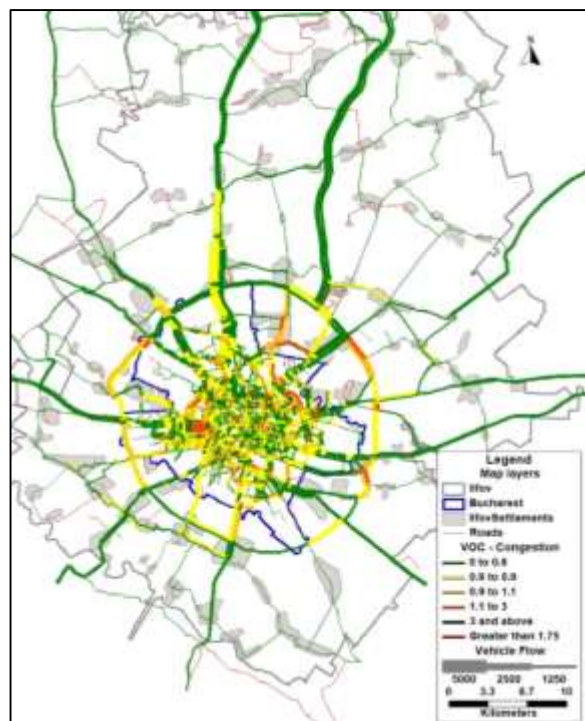 Legend
Map layers
Ilfov
Bucharest
IlfovSettlements
Roads
VOC - Congestion
0 to 0.8
0.8 to 0.9
0.9 to 1.1
1.1 to 3
3 and above
Greater than 1.75
Vehicle Flow
5000 2500 1250
0 3.3 6.7 10
Kilometers